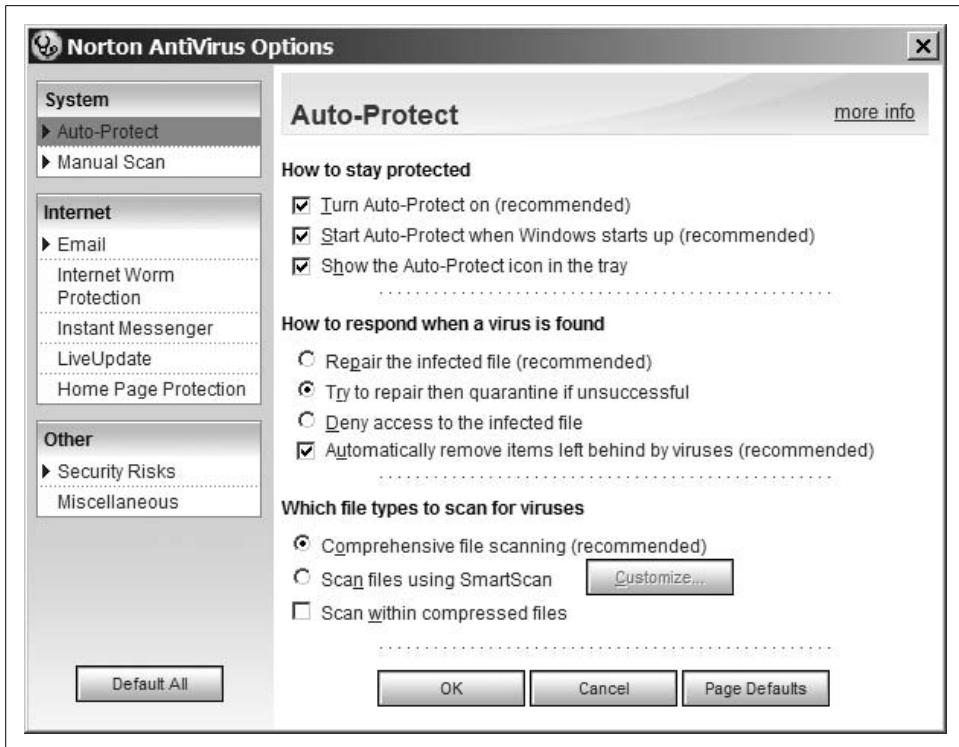 Norton AntiVirus Options
System
Auto-Protect
Manual Scan
Internet
Email
Internet Worm
Protection
Instant Messenger
LiveUpdate
Home Page Protection
Other
Security Risks
Miscellaneous
Default All
Auto-Protect
more info
How to stay protected
Turn Auto-Protect on (recommended)
Start Auto-Protect when Windows starts up (recommended)
Show the Auto-Protect icon in the tray
How to respond when a virus is found
Repair the infected file (recommended)
Try to repair then quarantine if unsuccessful
Deny access to the infected file
Automatically remove items left behind by viruses (recommended)
Which file types to scan for viruses
Comprehensive file scanning (recommended)
Scan files using SmartScan
Customize...
Scan within compressed files
OK
Cancel
Page Defaults